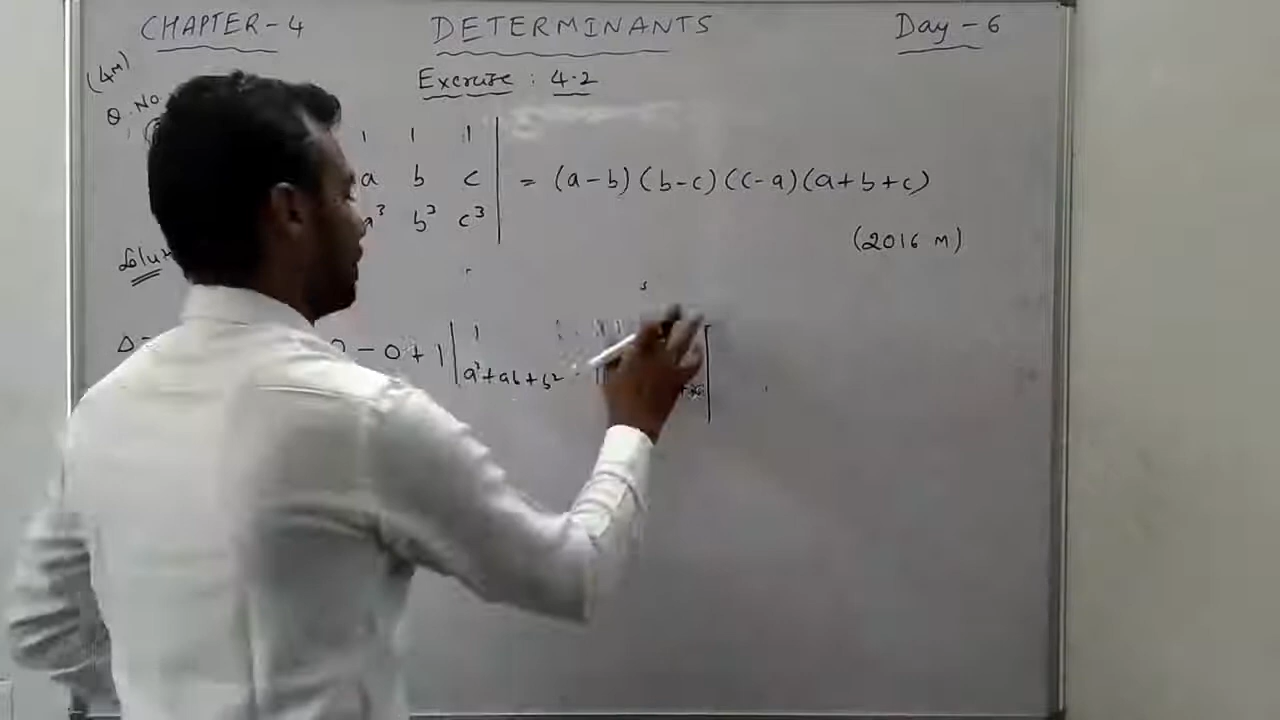 CHAPTER-4 DETERMINANTS Day-6
(4M) Exercise : 4.2
Q. No
1 1 1
a b c = (a-b)(b-c)(c-a)(a+b+c)
a³ b³ c³
(2016 M)
Δ= 0 - 0 + 1 | 1 1 |
a²+ab+b²